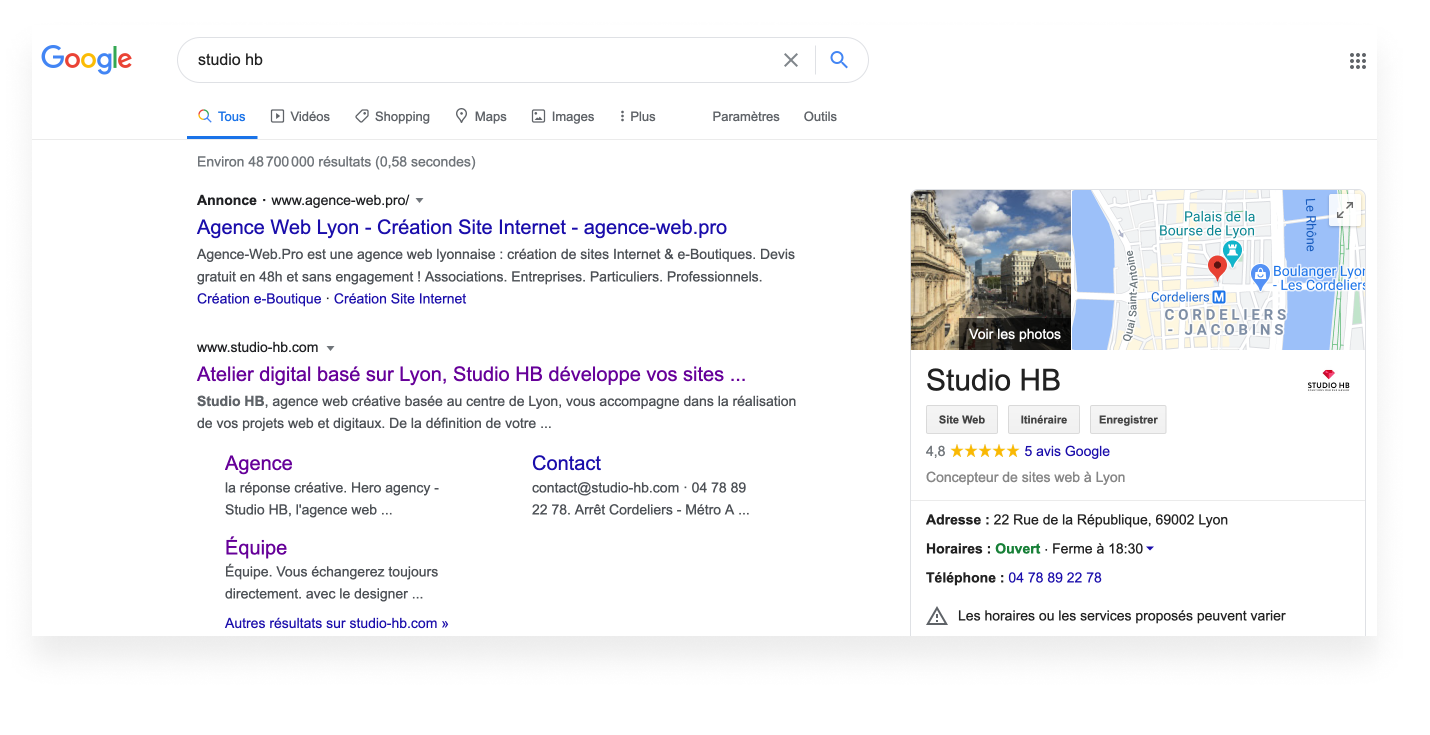 Google
studio hb
Tous Vidéos Shopping Maps Images Plus Paramètres Outils
Environ 48 700 000 résultats (0,58 secondes)
Annonce · www.agence-web.pro/
Agence Web Lyon - Création Site Internet - agence-web.pro
Agence-Web.Pro est une agence web lyonnaise : création de sites Internet & e-Boutiques. Devis
gratuit en 48h et sans engagement ! Associations. Entreprises. Particuliers. Professionnels.
Création e-Boutique · Création Site Internet
www.studio-hb.com
Atelier digital basé sur Lyon, Studio HB développe vos sites ...
Studio HB, agence web créative basée au centre de Lyon, vous accompagne dans la réalisation
de vos projets web et digitaux. De la définition de votre ...
Agence
la réponse créative. Hero agency -
Studio HB, l'agence web ...
Contact
contact@studio-hb.com · 04 78 89
22 78. Arrêt Cordeliers - Métro A ...
Équipe
Équipe. Vous échangerez toujours
directement. avec le designer ...
Autres résultats sur studio-hb.com »
Voir les photos
Palais de la
Bourse de Lyon
Le Rhône
Quai Saint-Antoine
Boulanger Lyon
- Les Cordeliers
Cordeliers M
CORDELIERS
- JACOBINS
Studio HB
STUDIO HB
Site Web Itinéraire Enregistrer
4,8 5 avis Google
Concepteur de sites web à Lyon
Adresse : 22 Rue de la République, 69002 Lyon
Horaires : Ouvert · Ferme à 18:30
Téléphone : 04 78 89 22 78
Les horaires ou les services proposés peuvent varier